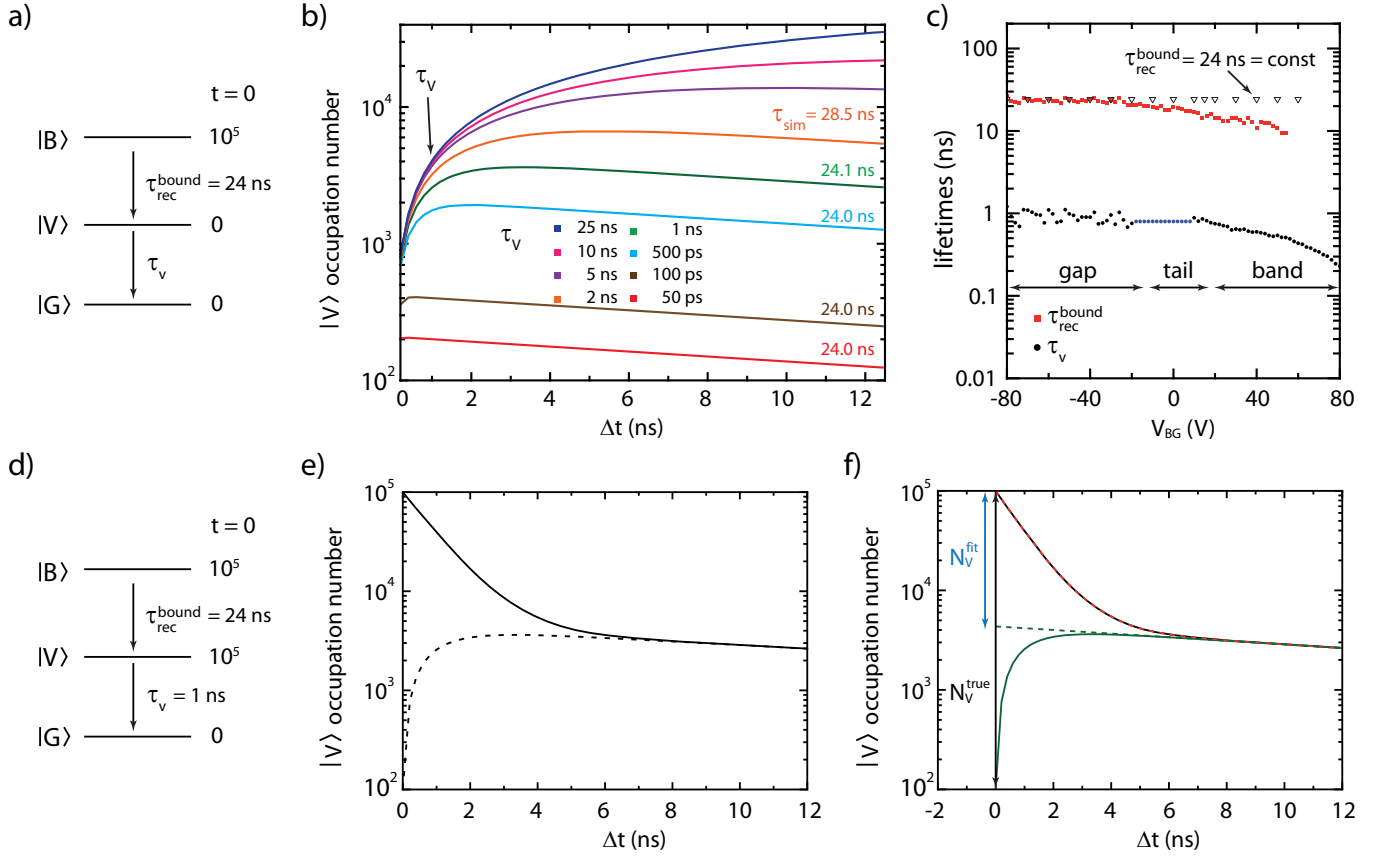 a)
t = 0
|B⟩ 10⁵
τ_rec^bound = 24 ns
|V⟩ 0
τ_v
|G⟩ 0
b)
|V⟩ occupation number
10⁴
10³
10²
τ_v
τ_sim = 28.5 ns
24.1 ns
24.0 ns
24.0 ns
24.0 ns
τ_v
25 ns 1 ns
10 ns 500 ps
5 ns 100 ps
2 ns 50 ps
0 2 4 6 8 10 12
Δt (ns)
c)
lifetimes (ns)
100
10
1
0.1
0.01
τ_rec^bound = 24 ns = const
gap tail band
τ_rec^bound
τ_v
-80 -40 0 40 80
V_BG (V)
d)
t = 0
|B⟩ 10⁵
τ_rec^bound = 24 ns
|V⟩ 10⁵
τ_v = 1 ns
|G⟩ 0
e)
|V⟩ occupation number
10⁵
10⁴
10³
10²
0 2 4 6 8 10 12
Δt (ns)
f)
|V⟩ occupation number
10⁵
10⁴
10³
10²
N_V^fit
N_V^true
-2 0 2 4 6 8 10 12
Δt (ns)